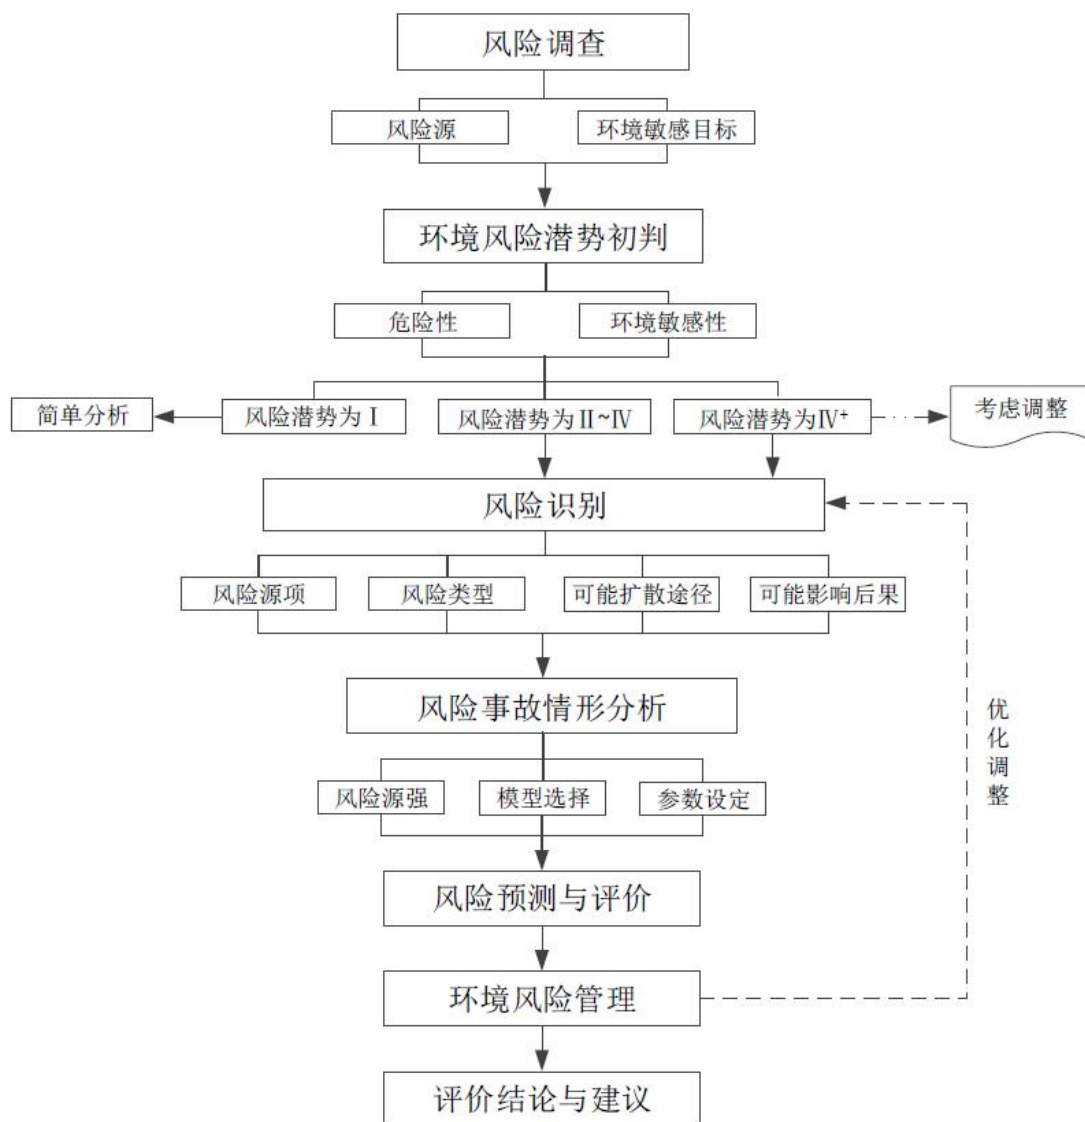 风险调查
风险源
环境敏感目标
环境风险潜势初判
危险性
环境敏感性
简单分析
风险潜势为Ⅰ
风险潜势为Ⅱ~Ⅳ
风险潜势为Ⅳ⁺
考虑调整
风险识别
风险源项
风险类型
可能扩散途径
可能影响后果
风险事故情形分析
优化调整
风险源强
模型选择
参数设定
风险预测与评价
环境风险管理
评价结论与建议